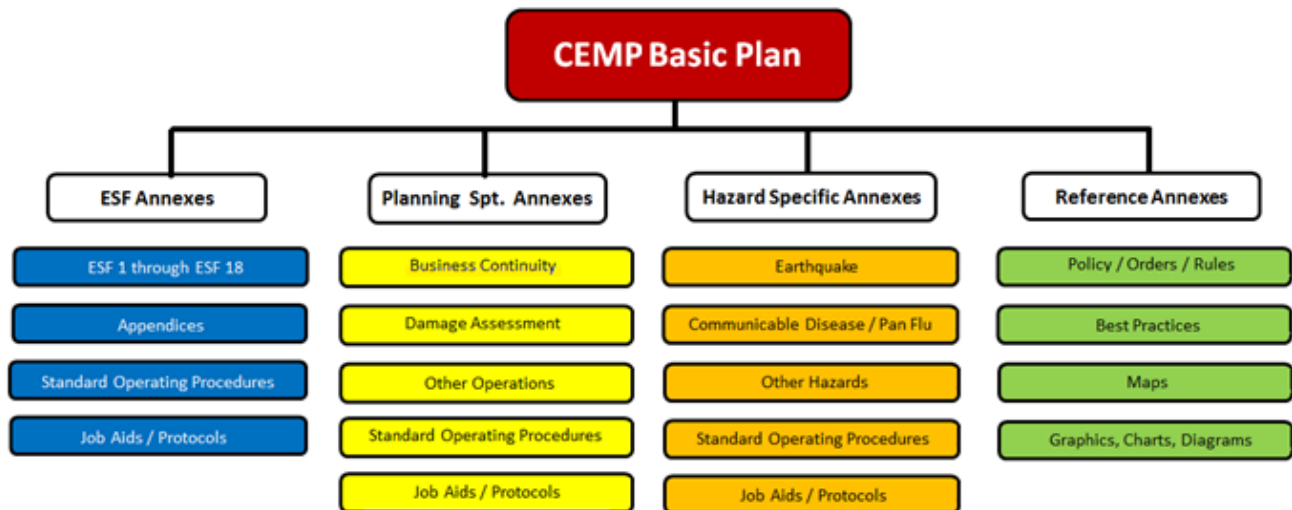 CEMP Basic Plan
ESF Annexes
Planning Spt. Annexes
Hazard Specific Annexes
Reference Annexes
ESF 1 through ESF 18
Appendices
Standard Operating Procedures
Job Aids / Protocols
Business Continuity
Damage Assessment
Other Operations
Standard Operating Procedures
Job Aids / Protocols
Earthquake
Communicable Disease / Pan Flu
Other Hazards
Standard Operating Procedures
Job Aids / Protocols
Policy / Orders / Rules
Best Practices
Maps
Graphics, Charts, Diagrams